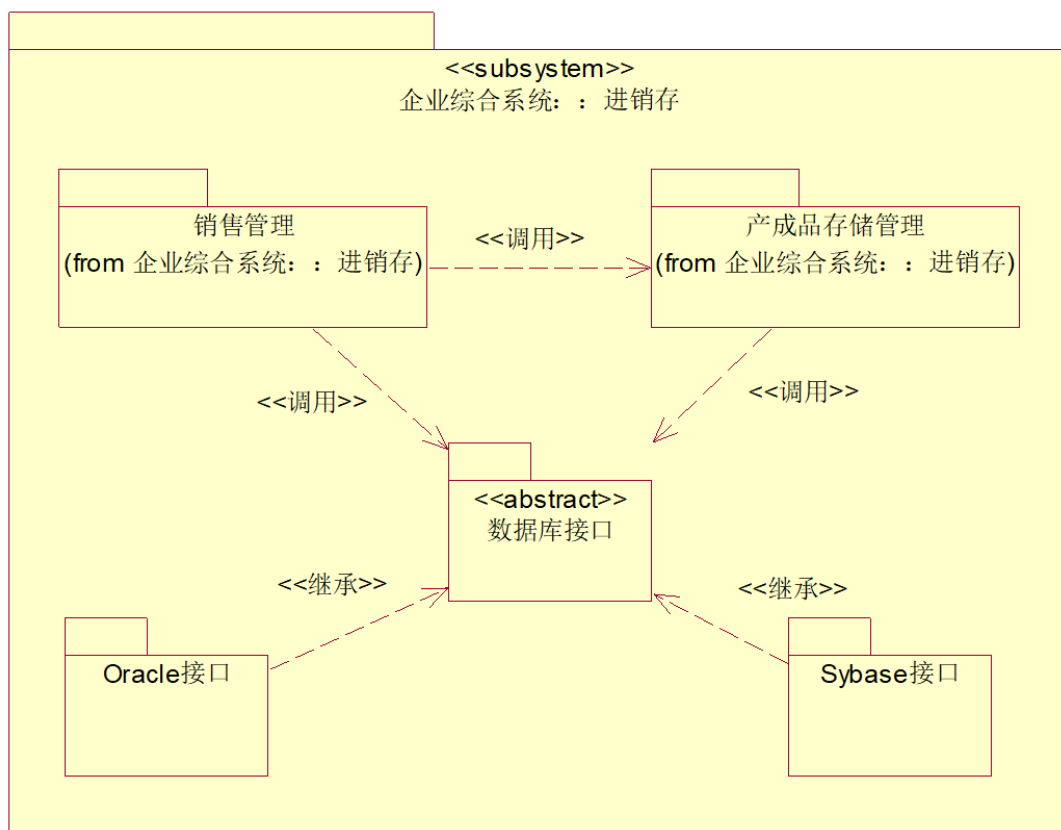 <<subsystem>>
企业综合系统：：进销存
销售管理
(from 企业综合系统：：进销存)
<<调用>>
产成品存储管理
(from 企业综合系统：：进销存)
<<调用>>
<<调用>>
<<abstract>>
数据库接口
<<继承>>
<<继承>>
Oracle接口
Sybase接口